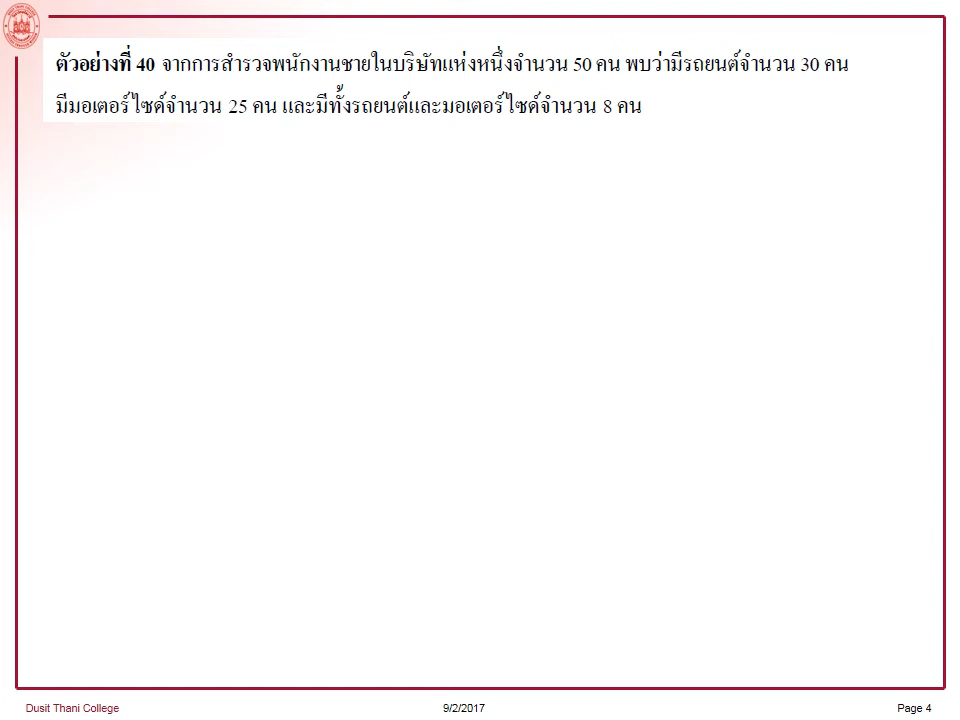 ตัวอย่างที่ 40 จากการสำรวจพนักงานชายในบริษัทแห่งหนึ่งจำนวน 50 คน พบว่ามีรถยนต์จำนวน 30 คน
มีมอเตอร์ไซด์จำนวน 25 คน และมีทั้งรถยนต์และมอเตอร์ไซด์จำนวน 8 คน
Dusit Thani College 9/2/2017 Page 4